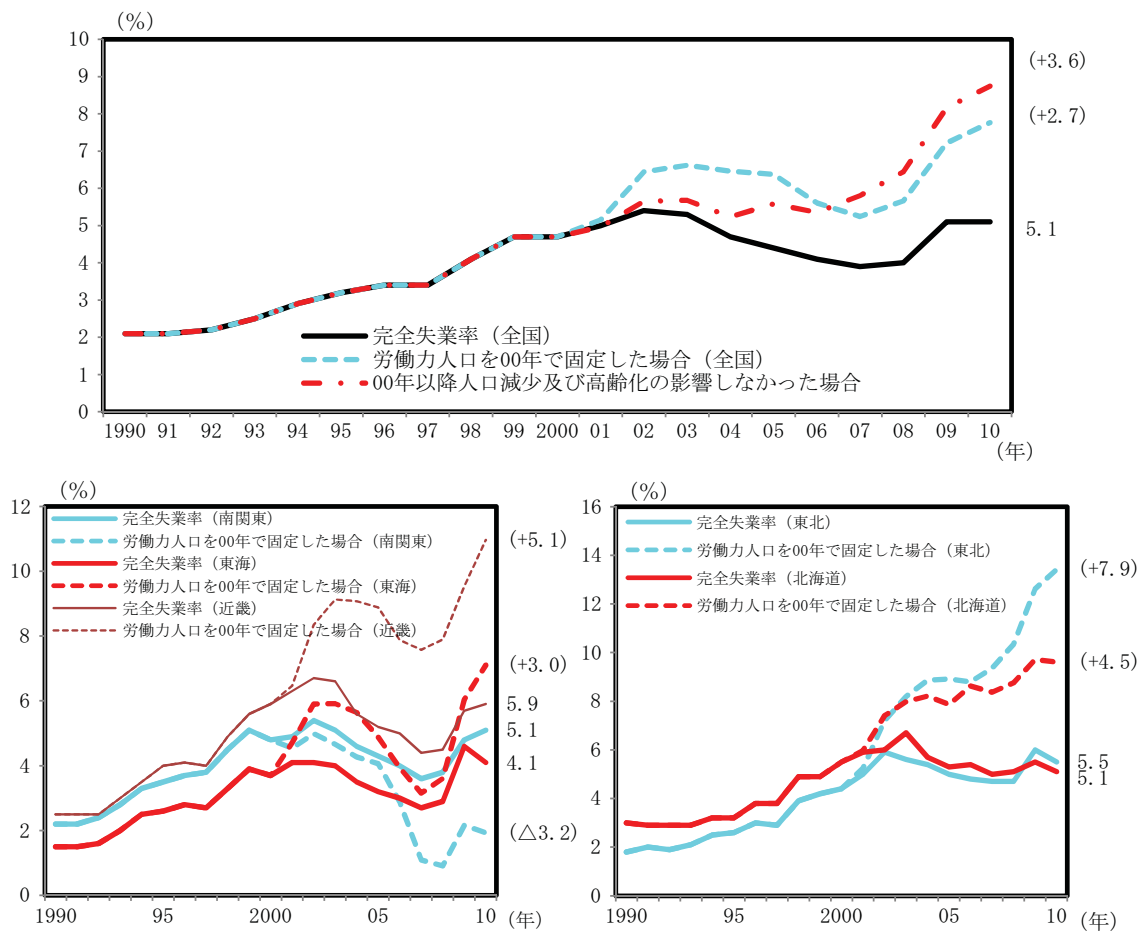 (%)
10
9
8
7
6
5
4
3
2
1
0
(+3.6)
(+2.7)
5.1
完全失業率（全国）
労働力人口を00年で固定した場合（全国）
00年以降人口減少及び高齢化の影響しなかった場合
1990 91 92 93 94 95 96 97 98 99 2000 01 02 03 04 05 06 07 08 09 10
(年)
(%)
12
10
8
6
4
2
0
完全失業率（南関東）
労働力人口を00年で固定した場合（南関東）
完全失業率（東海）
労働力人口を00年で固定した場合（東海）
完全失業率（近畿）
労働力人口を00年で固定した場合（近畿）
(+5.1)
(+3.0)
5.9
5.1
4.1
(△3.2)
1990 95 2000 05 10 (年)
(%)
16
14
12
10
8
6
4
2
0
完全失業率（東北）
労働力人口を00年で固定した場合（東北）
完全失業率（北海道）
労働力人口を00年で固定した場合（北海道）
(+7.9)
(+4.5)
5.5
5.1
1990 95 2000 05 10 (年)